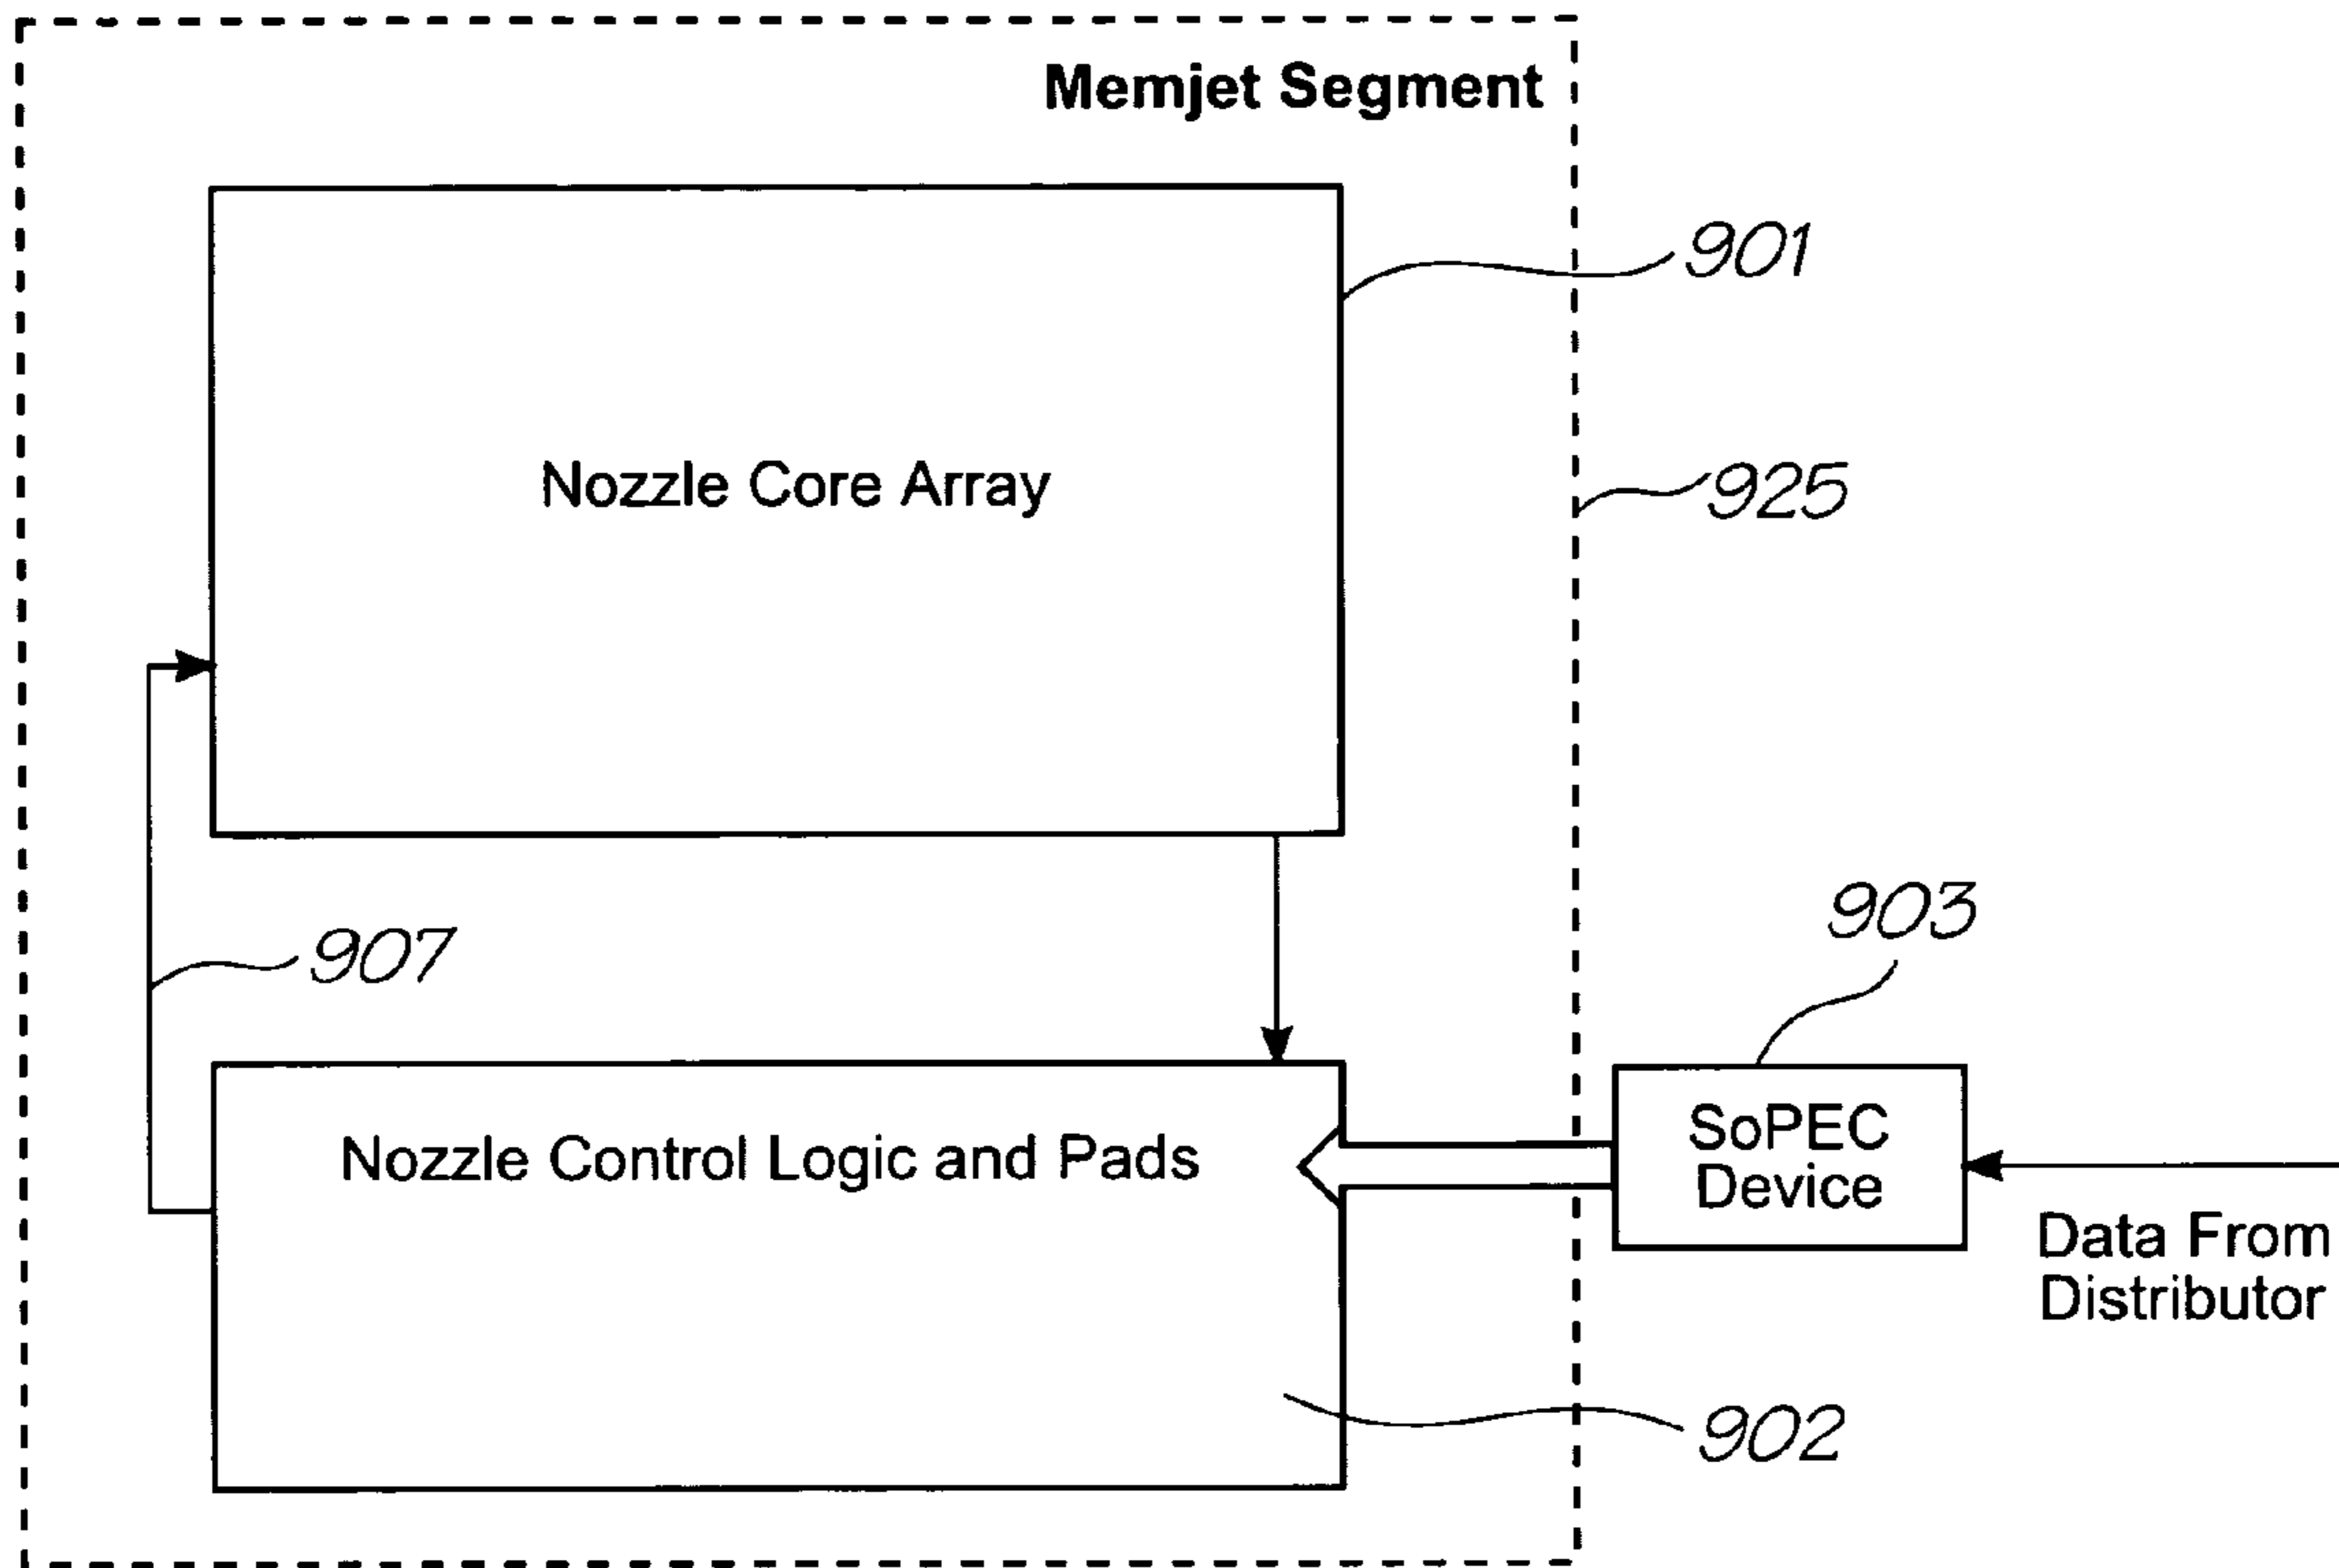 Memjet Segment
901
Nozzle Core Array
925
903
907
SoPEC
Device
Nozzle Control Logic and Pads
Data From
Distributor
902